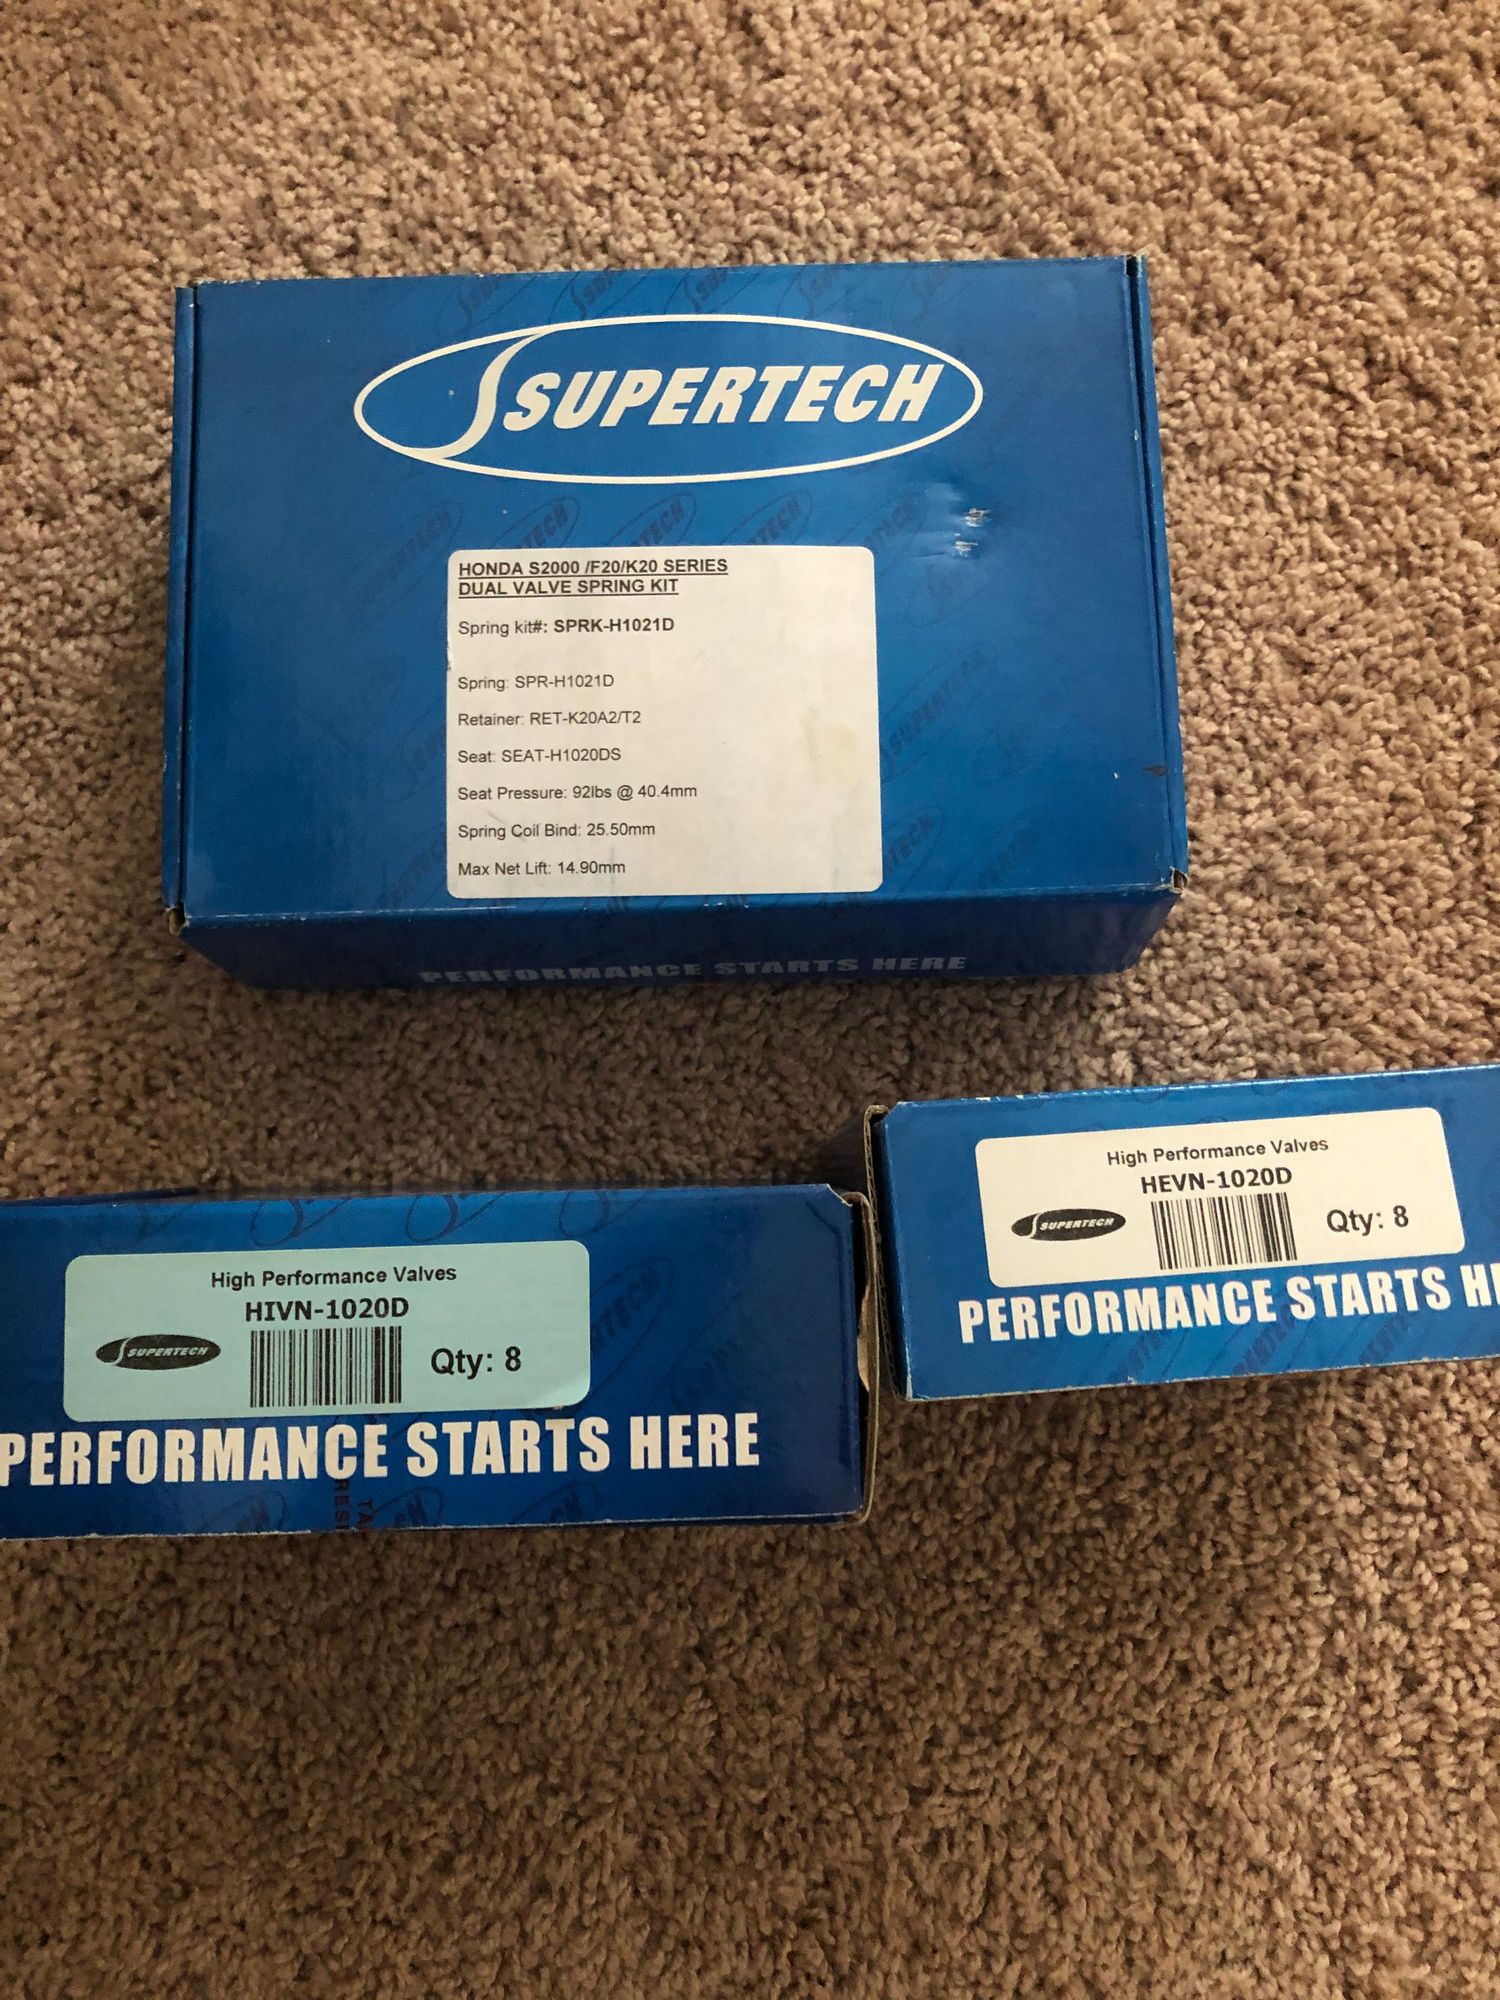 SUPERTECH
HONDA S2000 /F20/K20 SERIES
DUAL VALVE SPRING KIT
Spring kit#: SPRK-H1021D
Spring: SPR-H1021D
Retainer: RET-K20A2/T2
Seat: SEAT-H1020DS
Seat Pressure: 92lbs @ 40.4mm
Spring Coil Bind: 25.50mm
Max Net Lift: 14.90mm
PERFORMANCE STARTS HERE
High Performance Valves
HEVN-1020D
SUPERTECH
Qty: 8
PERFORMANCE STARTS
High Performance Valves
HIVN-1020D
SUPERTECH
Qty: 8
PERFORMANCE STARTS HERE